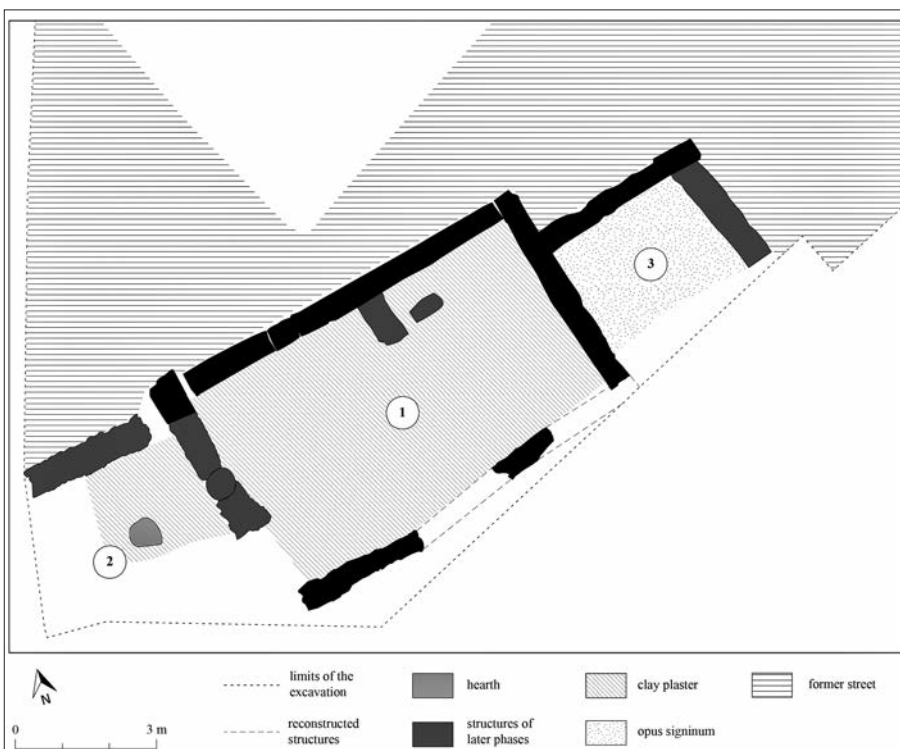 3
1
2
limits of the
excavation
hearth
clay plaster
former street
reconstructed
structures
structures of
later phases
opus signinum
N
0
3 m